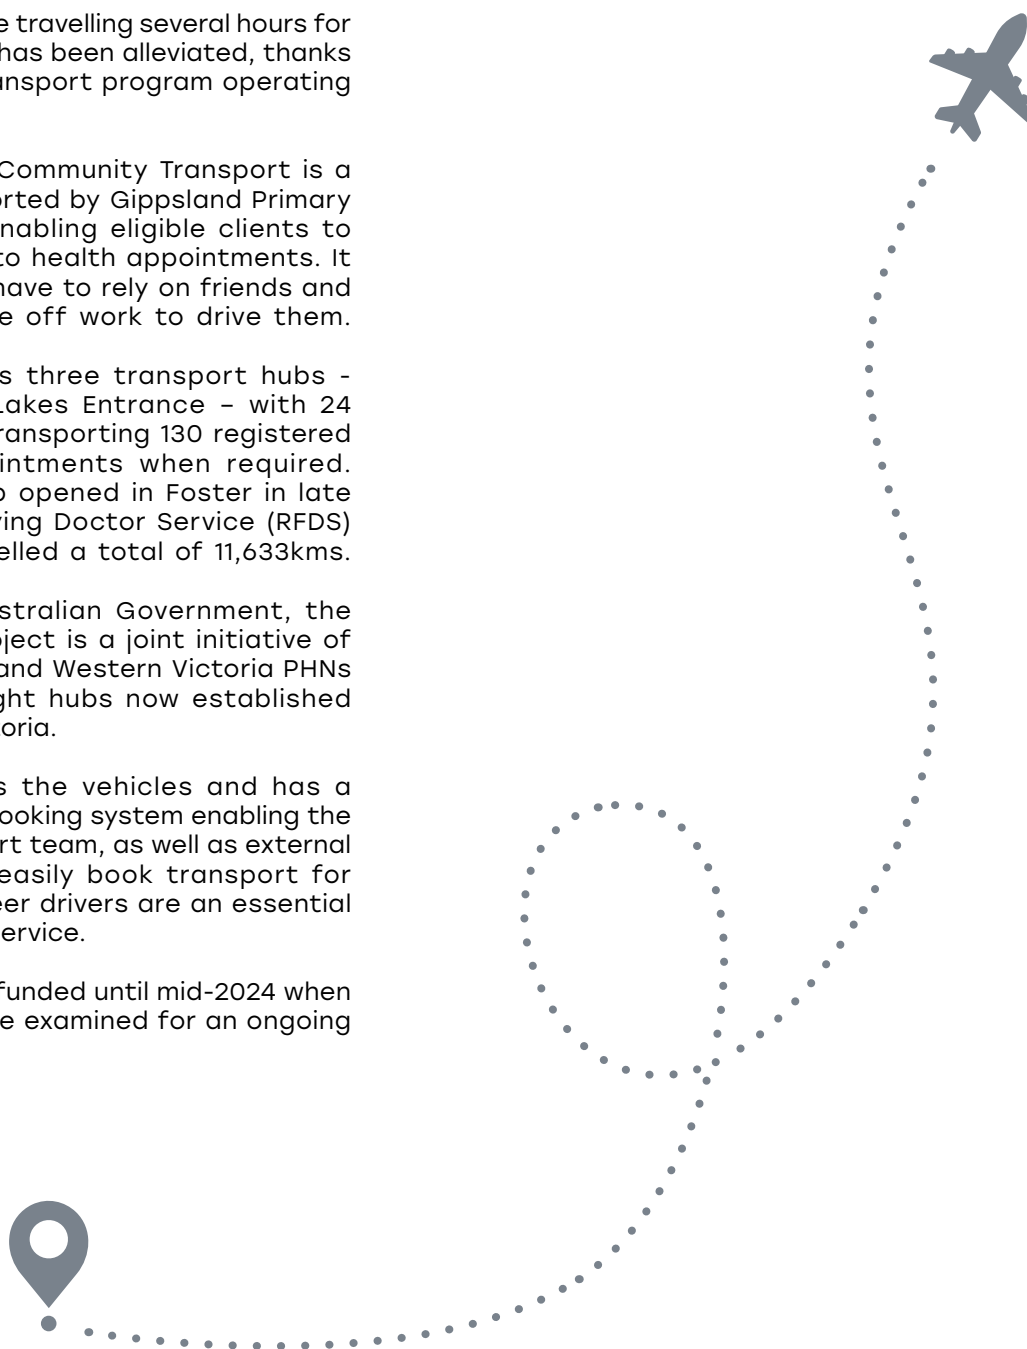 e travelling several hours for
has been alleviated, thanks
ansport program operating
Community Transport is a
orted by Gippsland Primary
nabling eligible clients to
to health appointments. It
have to rely on friends and
e off work to drive them.
s three transport hubs -
Lakes Entrance – with 24
ransporting 130 registered
intments when required.
o opened in Foster in late
ying Doctor Service (RFDS)
elled a total of 11,633kms.
stralian Government, the
ject is a joint initiative of
and Western Victoria PHNs
ght hubs now established
toria.
s the vehicles and has a
ooking system enabling the
rt team, as well as external
easily book transport for
eer drivers are an essential
ervice.
funded until mid-2024 when
e examined for an ongoing